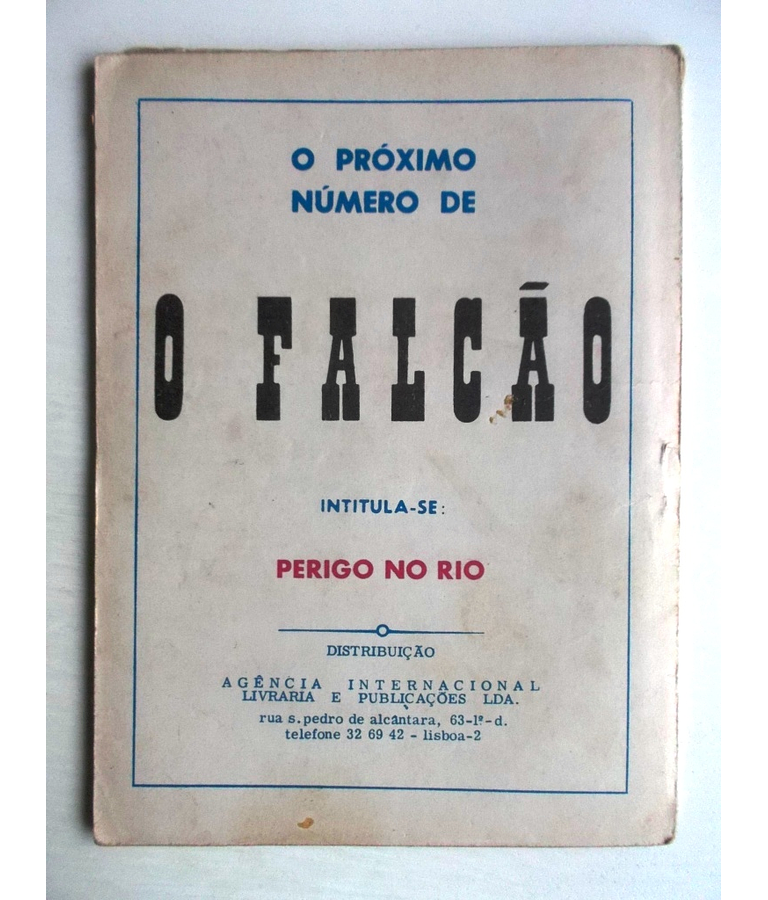 O PRÓXIMO
NÚMERO DE
O FALCÃO
INTITULA-SE:
PERIGO NO RIO
DISTRIBUIÇÃO
AGÊNCIA INTERNACIONAL
LIVRARIA E PUBLICAÇÕES LDA.
rua s. pedro de alcântara, 63-1º-d.
telefone 32 69 42 - lisboa-2